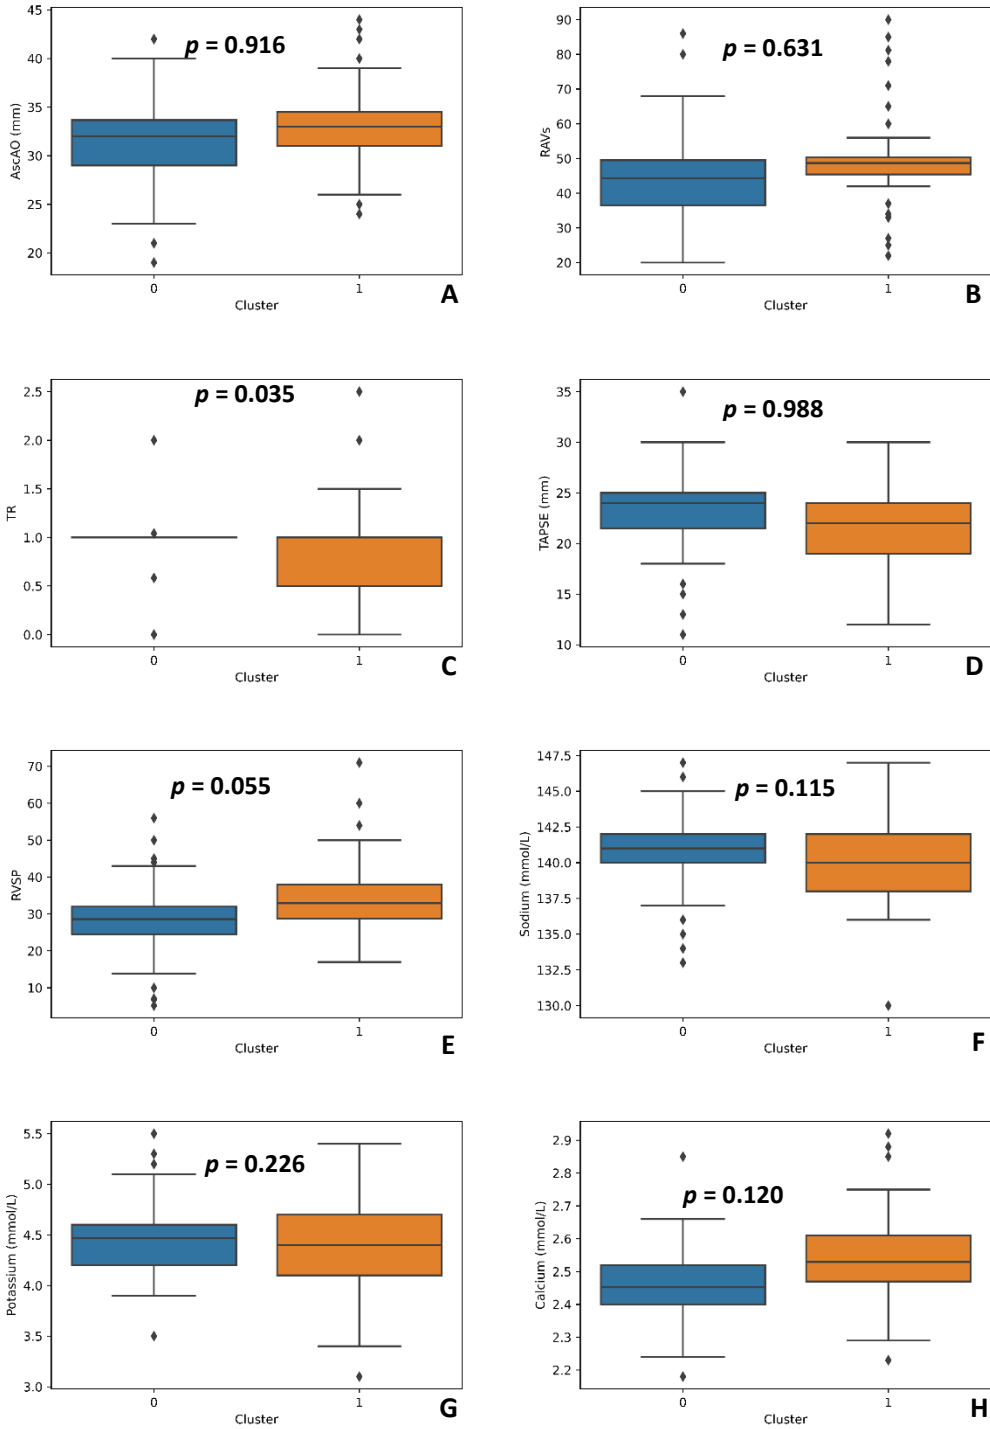 45
40
35
30
25
20
AscAO (mm)
p = 0.916
0
1
Cluster
A
90
80
70
60
50
40
30
20
RAVs
p = 0.631
0
1
Cluster
B
2.5
2.0
1.5
1.0
0.5
0.0
TR
p = 0.035
0
1
Cluster
C
35
30
25
20
15
10
TAPSE (mm)
p = 0.988
0
1
Cluster
D
70
60
50
40
30
20
10
RVSP
p = 0.055
0
1
Cluster
E
147.5
145.0
142.5
140.0
137.5
135.0
132.5
130.0
Sodium (mmol/L)
p = 0.115
0
1
Cluster
F
5.5
5.0
4.5
4.0
3.5
3.0
Potassium (mmol/L)
p = 0.226
0
1
Cluster
G
2.9
2.8
2.7
2.6
2.5
2.4
2.3
2.2
Calcium (mmol/L)
p = 0.120
0
1
Cluster
H